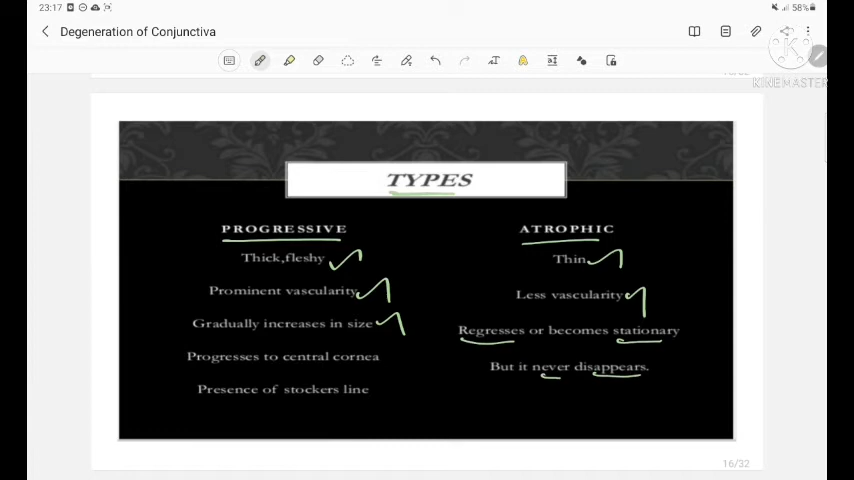 23:17
58%
Degeneration of Conjunctiva
KINEMASTER
TYPES
PROGRESSIVE
Thick,fleshy
Prominent vascularity
Gradually increases in size
Progresses to central cornea
Presence of stockers line
ATROPHIC
Thin
Less vascularity
Regresses or becomes stationary
But it never disappears.
16/32